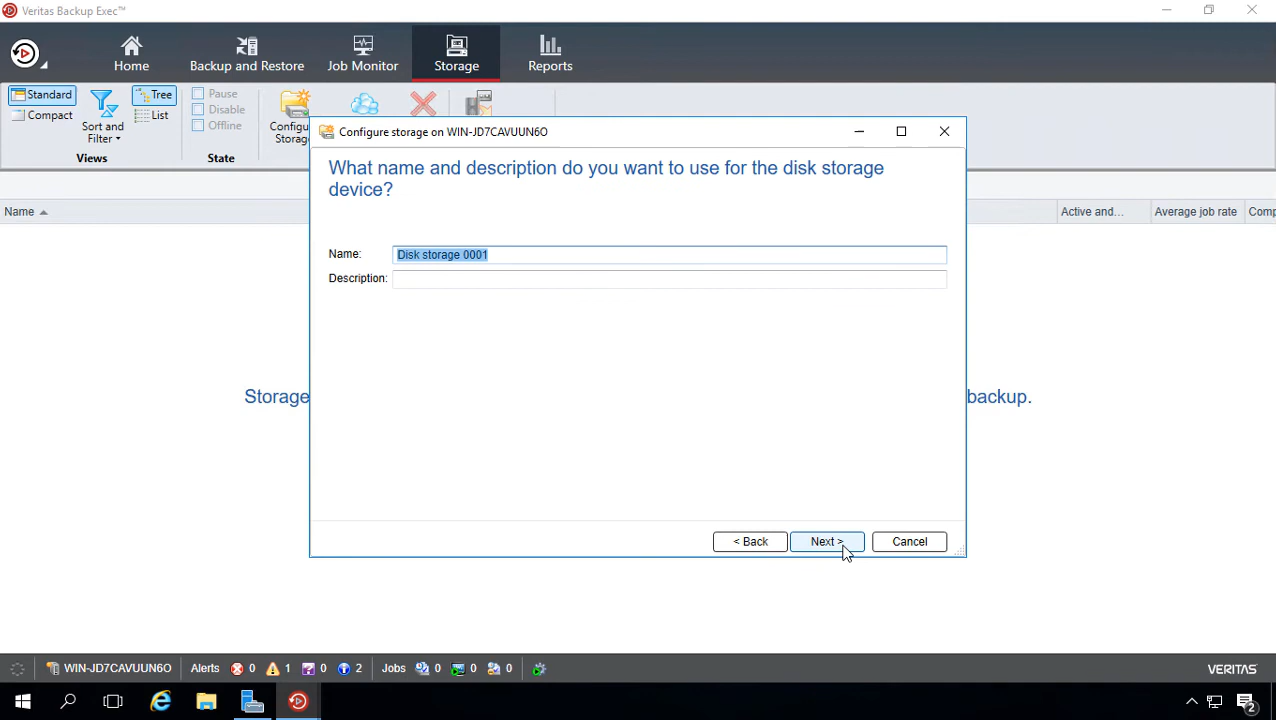 Veritas Backup Exec™
Home
Backup and Restore
Job Monitor
Storage
Reports
Standard
Compact
Sort and
Filter
Tree
List
Views
Pause
Disable
Offline
State
Configu
Storag
Configure storage on WIN-JD7CAVUUN6O
What name and description do you want to use for the disk storage
device?
Name:
Disk storage 0001
Description:
< Back
Next >
Cancel
Name
Active and...
Average job rate
Comp
Storage
backup.
WIN-JD7CAVUUN6O
Alerts
0
1
0
2
Jobs
0
0
0
VERITAS
2